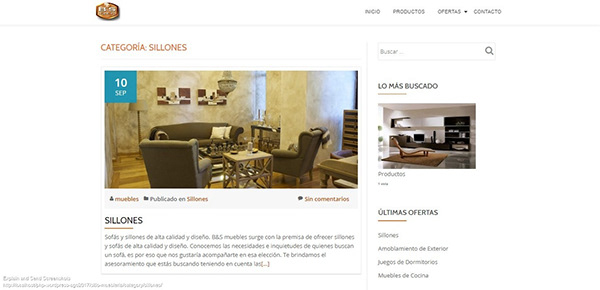 B&S
INICIO PRODUCTOS OFERTAS CONTACTO
CATEGORÍA: SILLONES
10
SEP
muebles Publicado en Sillones Sin comentarios
SILLONES
Sofás y sillones de alta calidad y diseño. B&S muebles surge con la premisa de ofrecer sillones
y sofás de alta calidad y diseño. Conocemos las necesidades e inquietudes de quienes buscan
un sofá, es por eso que nos gustaría acompañarte en esa elección. Te brindamos el
asesoramiento que estás buscando teniendo en cuenta las[...]
Buscar ...
LO MÁS BUSCADO
Productos
ÚLTIMAS OFERTAS
Sillones
Amoblamiento de Exterior
Juegos de Dormitorios
Muebles de Cocina
Explain and Send Screenshots